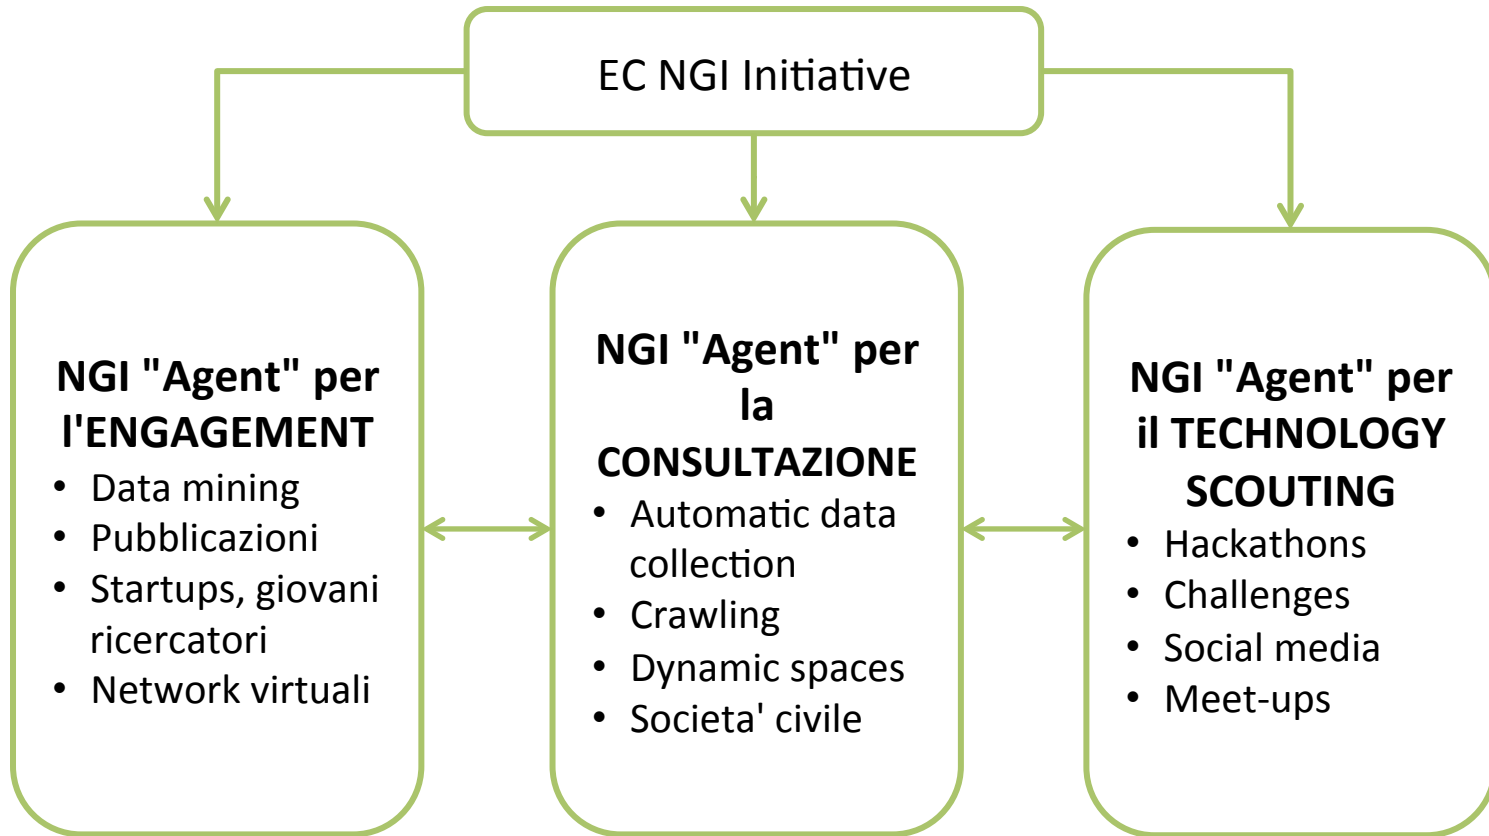 EC NGI Initiative
NGI "Agent" per
l'ENGAGEMENT
• Data mining
• Pubblicazioni
• Startups, giovani
ricercatori
• Network virtuali
NGI "Agent" per
la
CONSULTAZIONE
• Automatic data
collection
• Crawling
• Dynamic spaces
• Societa' civile
NGI "Agent" per
il TECHNOLOGY
SCOUTING
• Hackathons
• Challenges
• Social media
• Meet-ups